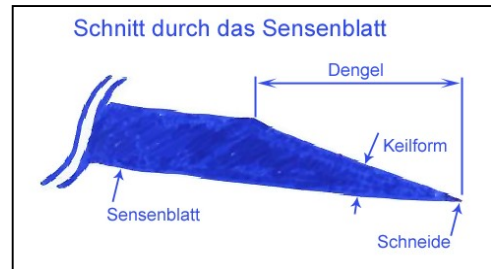 Schnitt durch das Sensenblatt
Dengel
Keilform
Sensenblatt
Schneide